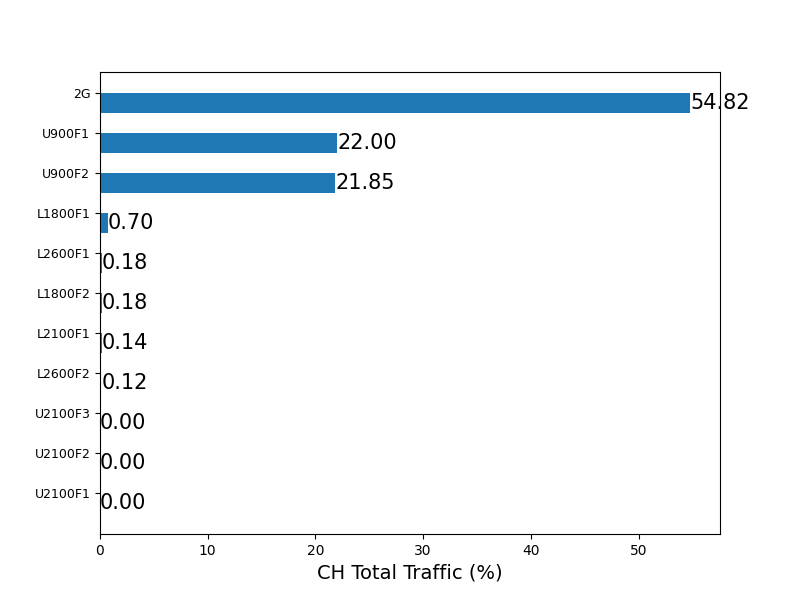 2G 54.82
U900F1 22.00
U900F2 21.85
L1800F1 0.70
L2600F1 0.18
L1800F2 0.18
L2100F1 0.14
L2600F2 0.12
U2100F3 0.00
U2100F2 0.00
U2100F1 0.00
0 10 20 30 40 50
CH Total Traffic (%)